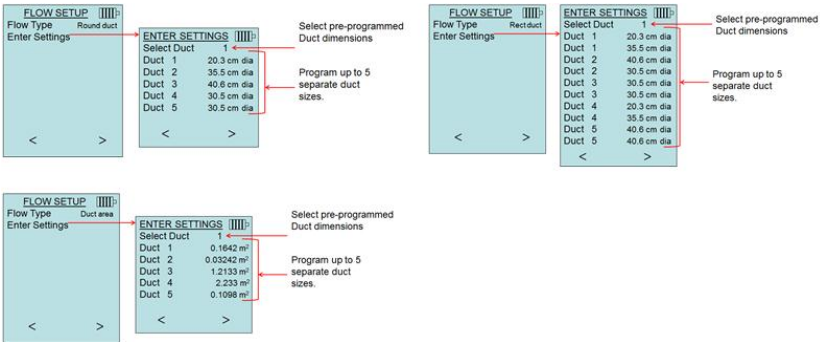 FLOW SETUP
Flow Type Round duct
Enter Settings
< >
ENTER SETTINGS
Select Duct 1
Duct 1 20.3 cm dia
Duct 2 35.5 cm dia
Duct 3 40.6 cm dia
Duct 4 30.5 cm dia
Duct 5 30.5 cm dia
< >
Select pre-programmed
Duct dimensions
Program up to 5
separate duct
sizes.
FLOW SETUP
Flow Type Rect duct
Enter Settings
< >
ENTER SETTINGS
Select Duct 1
Duct 1 20.3 cm dia
Duct 1 35.5 cm dia
Duct 2 40.6 cm dia
Duct 2 30.5 cm dia
Duct 3 30.5 cm dia
Duct 3 30.5 cm dia
Duct 4 20.3 cm dia
Duct 4 35.5 cm dia
Duct 5 40.6 cm dia
Duct 5 40.6 cm dia
< >
Select pre-programmed
Duct dimensions
Program up to 5
separate duct
sizes.
FLOW SETUP
Flow Type Duct area
Enter Settings
< >
ENTER SETTINGS
Select Duct 1
Duct 1 0.1642 m²
Duct 2 0.03242 m²
Duct 3 1.2133 m²
Duct 4 2.233 m²
Duct 5 0.1098 m²
< >
Select pre-programmed
Duct dimensions
Program up to 5
separate duct
sizes.